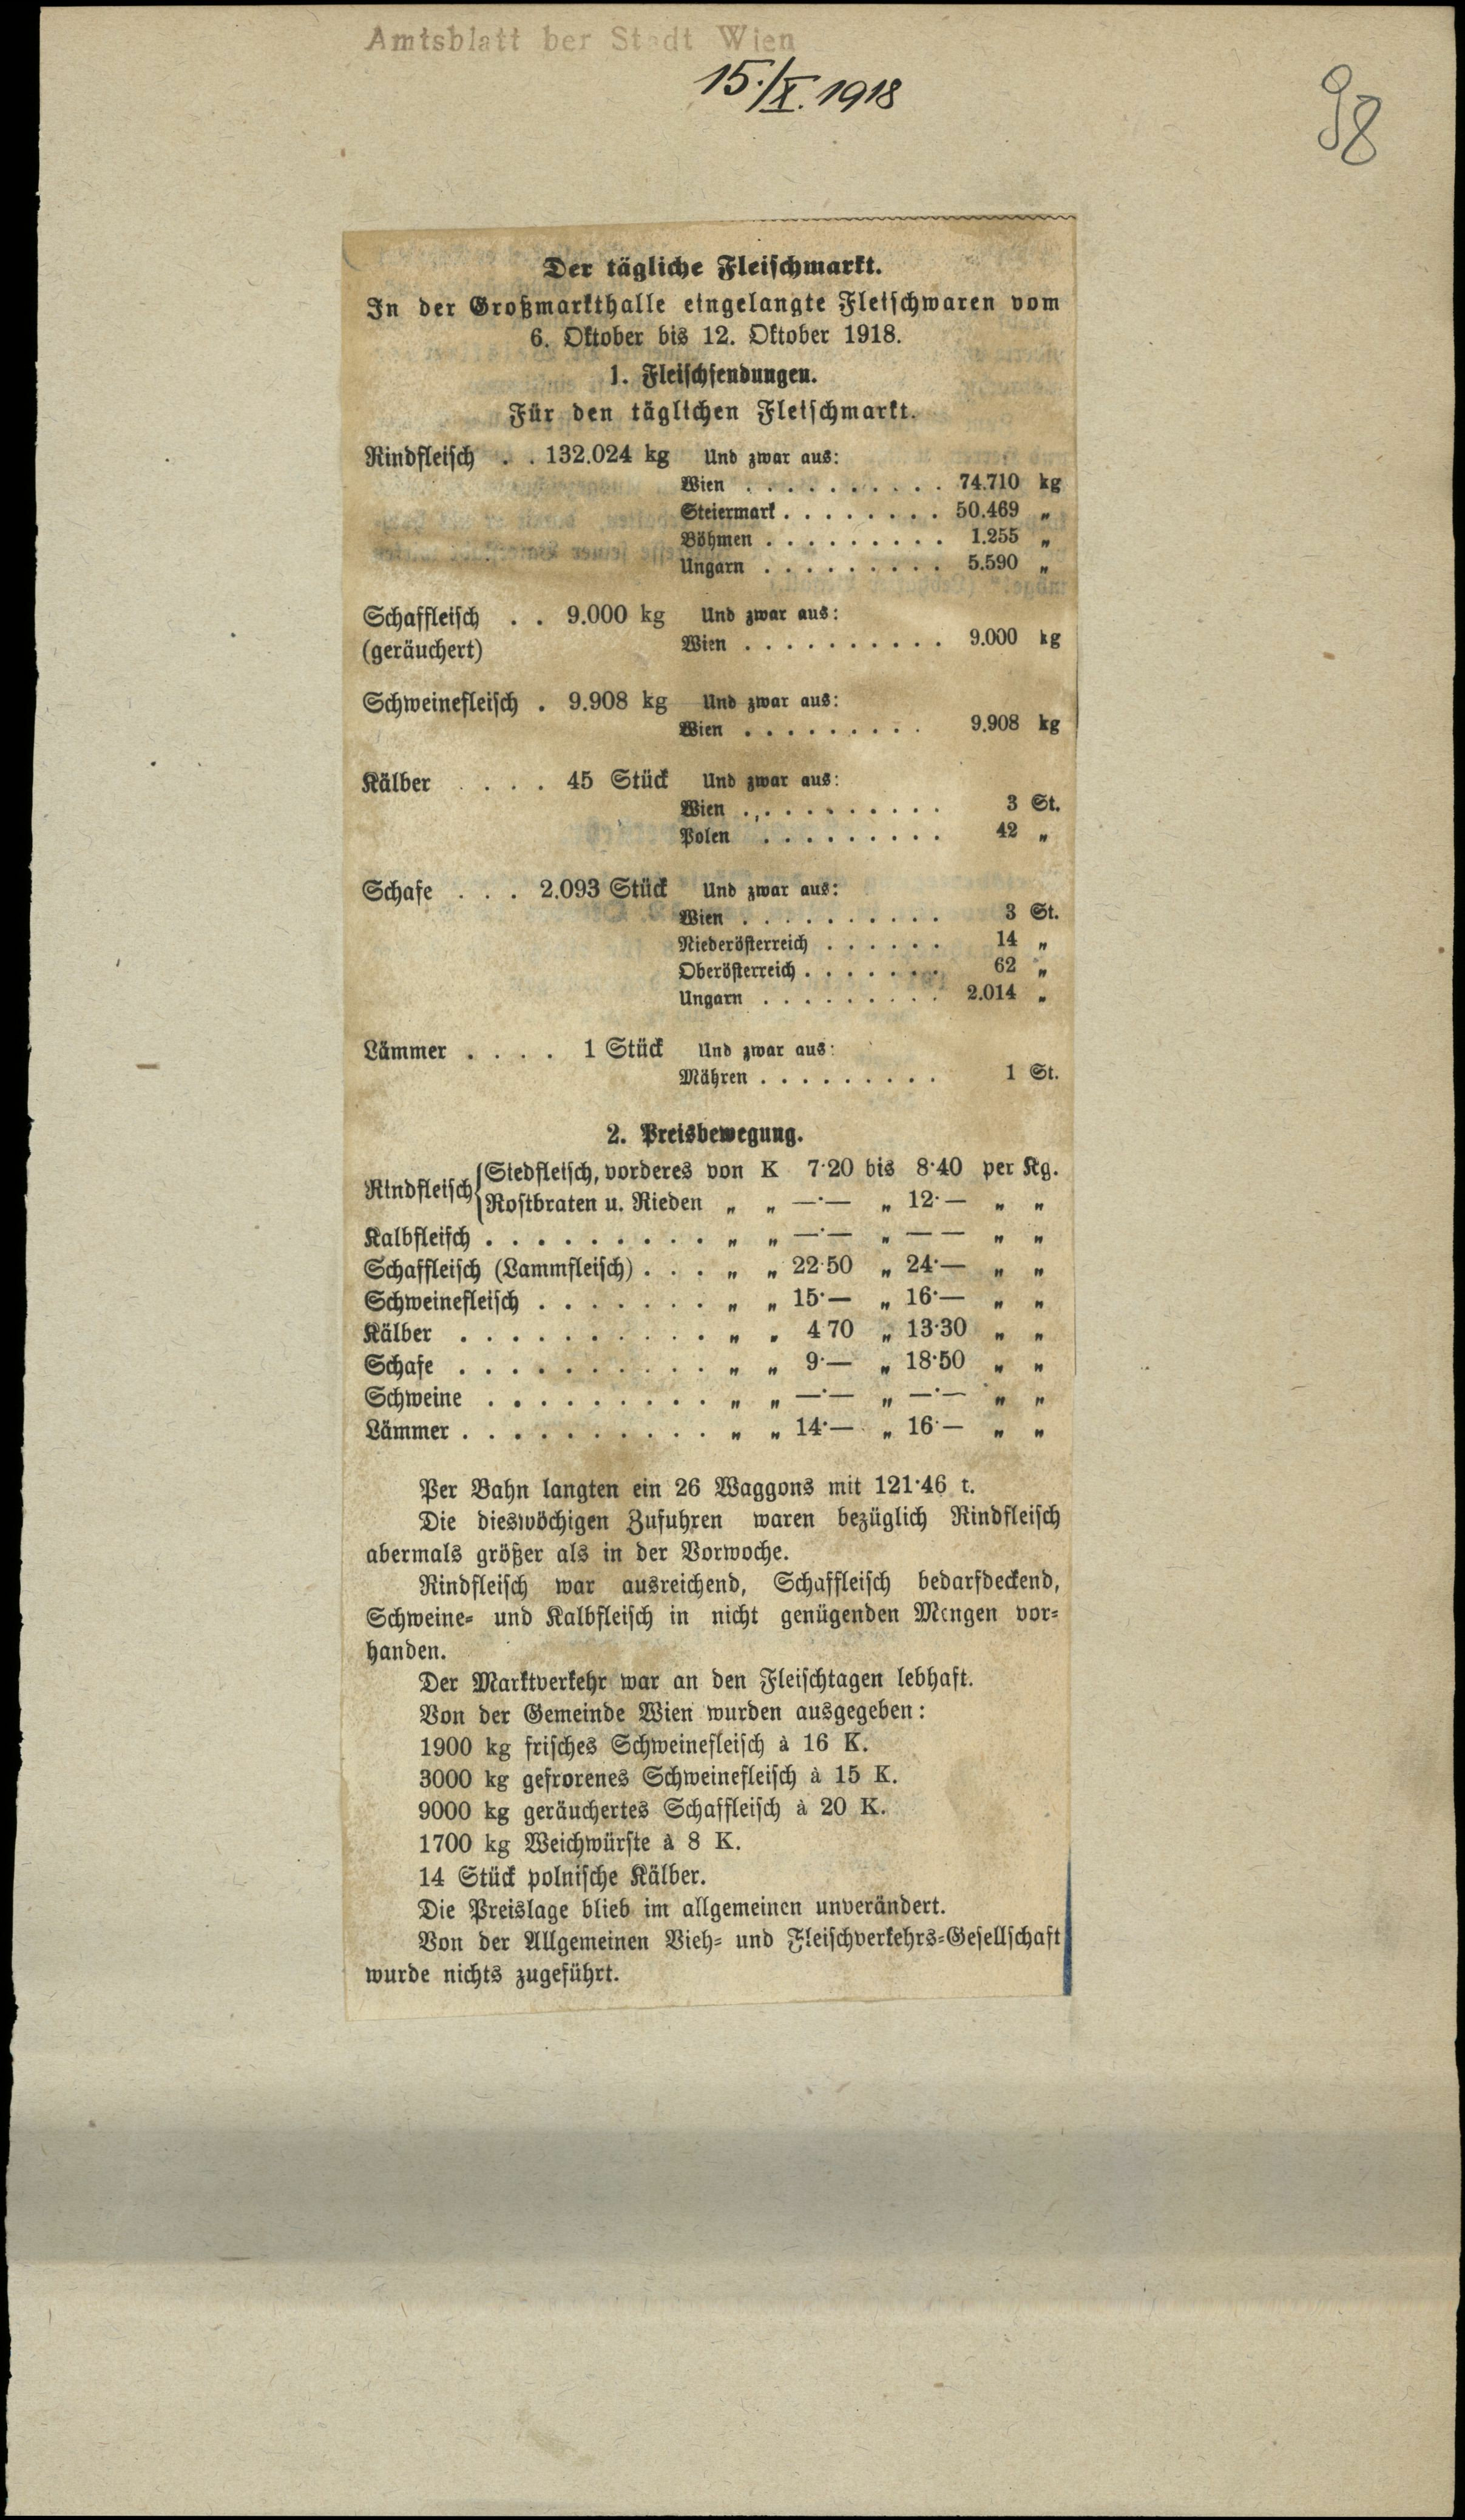 Amtsblatt der Stadt Wien
15./X. 1918
98
Der tägliche Fleischmarkt.
In der Großmarkthalle eingelangte Fleischwaren vom
6. Oktober bis 12. Oktober 1918.
1. Fleischsendungen.
Für den täglichen Fleischmarkt.
Rindfleisch . . 132.024 kg Und zwar aus:
Wien . . . . . . . . . . 74.710 kg
Steiermark . . . . . . . . 50.469 „
Böhmen . . . . . . . . . 1.255 „
Ungarn . . . . . . . . . 5.590 „
Schaffleisch . . 9.000 kg Und zwar aus:
(geräuchert) Wien . . . . . . . . . . 9.000 kg
Schweinefleisch . 9.908 kg Und zwar aus:
Wien . . . . . . . . . 9.908 kg
Kälber . . . . 45 Stück Und zwar aus:
Wien . . . . . . . . . . 3 St.
Polen . . . . . . . . . 42 „
Schafe . . . 2.093 Stück Und zwar aus:
Wien . . . . . . . . . . 3 St.
Niederösterreich . . . . . . 14 „
Oberösterreich . . . . . . . 62 „
Ungarn . . . . . . . . . 2.014 „
Lämmer . . . . 1 Stück Und zwar aus:
Mähren . . . . . . . . . 1 St.
2. Preisbewegung.
Rindfleisch { Siedfleisch, vorderes von K 7·20 bis 8·40 per Kg.
Rostbraten u. Rieden „ „ —·— „ 12·— „ „
Kalbfleisch . . . . . . . . . „ „ —·— „ — — „ „
Schaffleisch (Lammfleisch) . . . „ „ 22·50 „ 24·— „ „
Schweinefleisch . . . . . . . „ „ 15·— „ 16·— „ „
Kälber . . . . . . . . . . „ „ 4 70 „ 13·30 „ „
Schafe . . . . . . . . . . „ „ 9·— „ 18·50 „ „
Schweine . . . . . . . . . „ „ —·— „ —·— „ „
Lämmer . . . . . . . . . . „ „ 14·— „ 16·— „ „
Per Bahn langten ein 26 Waggons mit 121·46 t.
Die dieswöchigen Zufuhren waren bezüglich Rindfleisch
abermals größer als in der Vorwoche.
Rindfleisch war ausreichend, Schaffleisch bedarfdeckend,
Schweine- und Kalbfleisch in nicht genügenden Mengen vor-
handen.
Der Marktverkehr war an den Fleischtagen lebhaft.
Von der Gemeinde Wien wurden ausgegeben:
1900 kg frisches Schweinefleisch à 16 K.
3000 kg gefrorenes Schweinefleisch à 15 K.
9000 kg geräuchertes Schaffleisch à 20 K.
1700 kg Weichwürste à 8 K.
14 Stück polnische Kälber.
Die Preislage blieb im allgemeinen unverändert.
Von der Allgemeinen Vieh- und Fleischverkehrs-Gesellschaft
wurde nichts zugeführt.